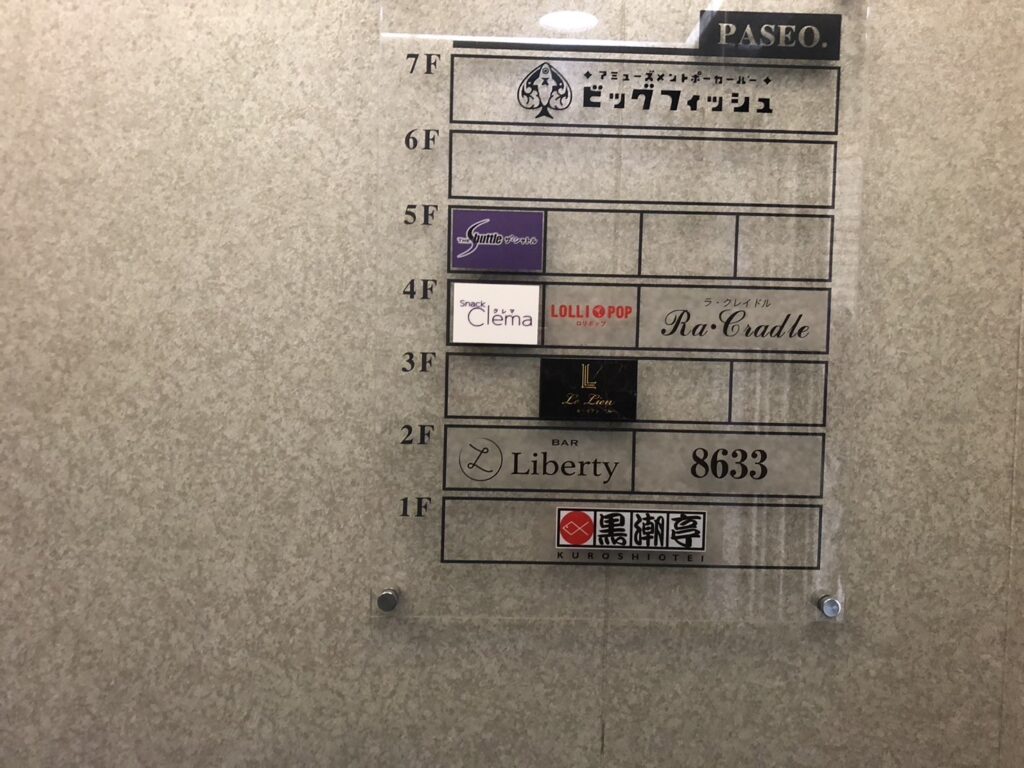 PASEO.
7F
アミューズメントポーカーバー
ビッグフィッシュ
6F
5F
THE Shuttle ザ・シャトル
4F
Snack
クレマ
Clema
LOLLIPOP
ロリポップ
ラ・クレイドル
Ra・Cradle
3F
L
Le Lien
2F
L
BAR
Liberty
8633
1F
黒潮亭
KUROSHIOTEI